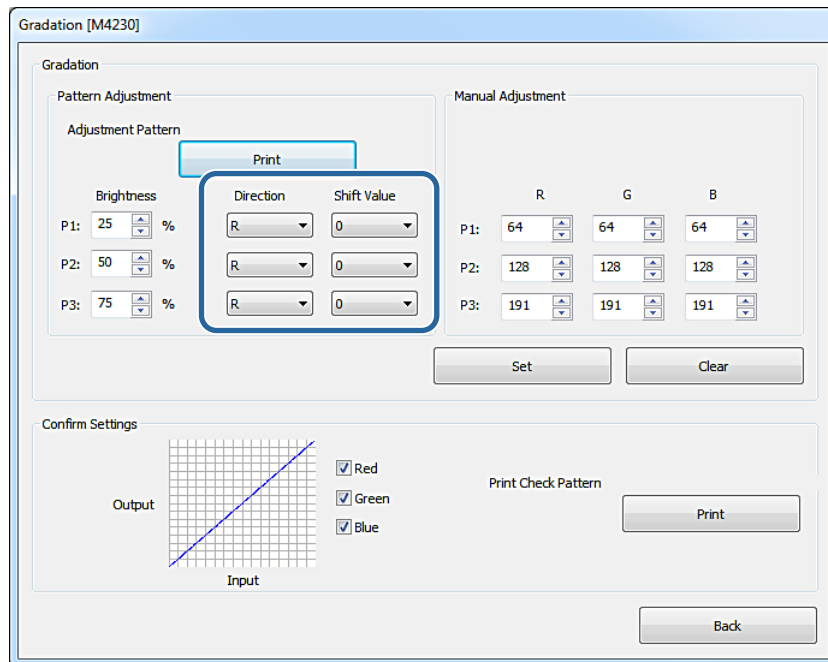 Gradation [M4230]
Gradation
Pattern Adjustment
Adjustment Pattern
Print
Brightness Direction Shift Value
P1: 25 % R 0
P2: 50 % R 0
P3: 75 % R 0
Manual Adjustment
R G B
P1: 64 64 64
P2: 128 128 128
P3: 191 191 191
Set Clear
Confirm Settings
Output
Input
Red
Green
Blue
Print Check Pattern
Print
Back